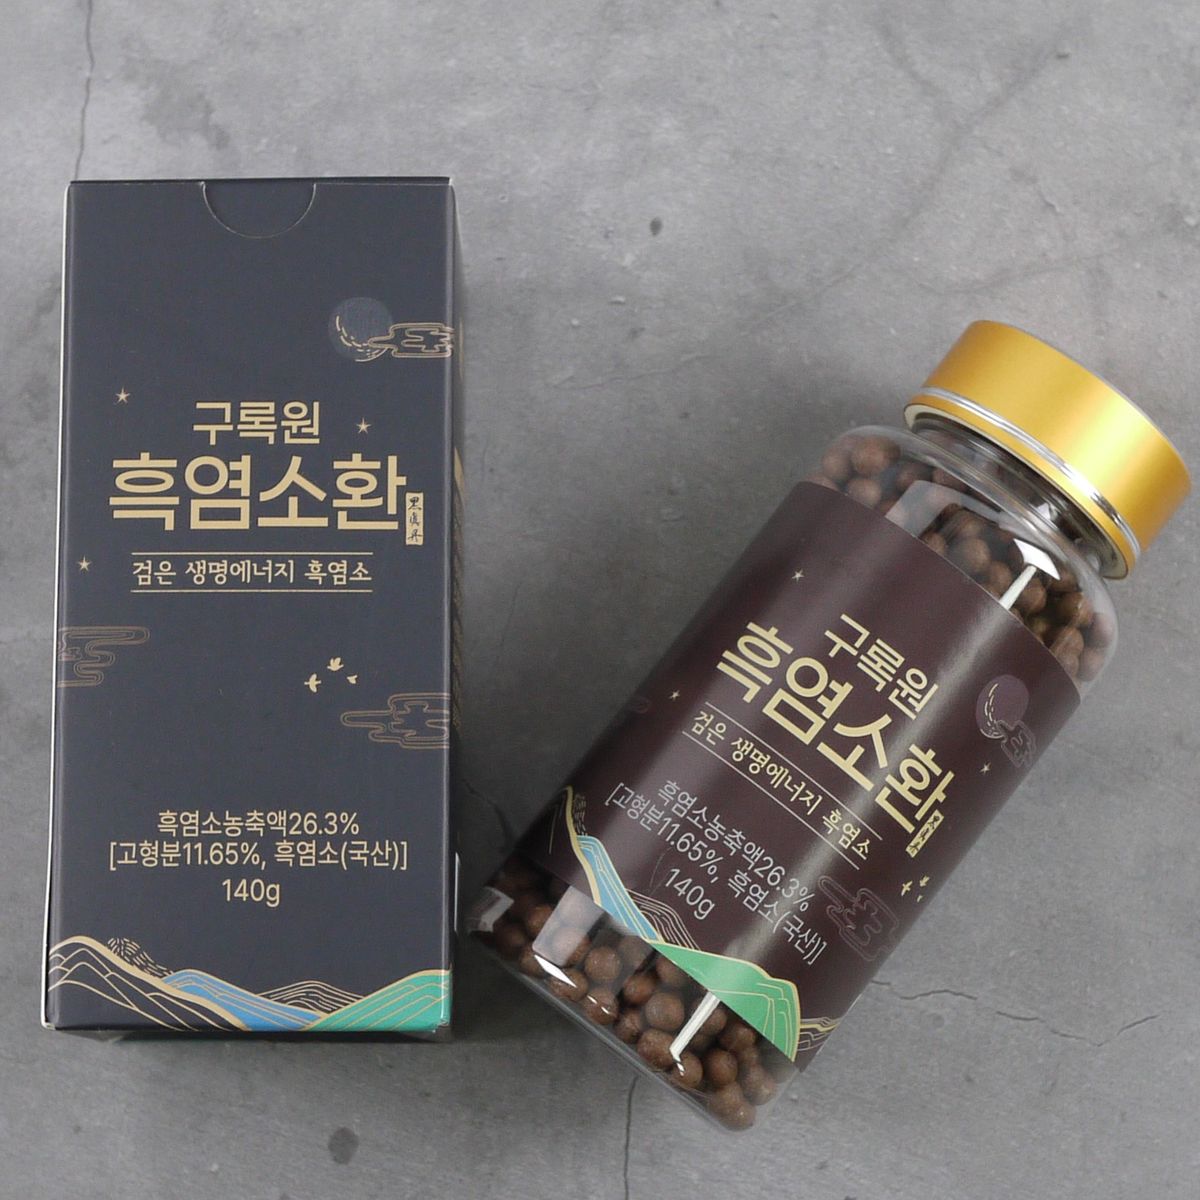 구록원
흑염소환
검은 생명에너지 흑염소
흑염소농축액26.3%
[고형분11.65%, 흑염소(국산)]
140g
구록원
흑염소환
검은 생명에너지 흑염소
흑염소농축액26.3%
[고형분11.65%, 흑염소(국산)]
140g